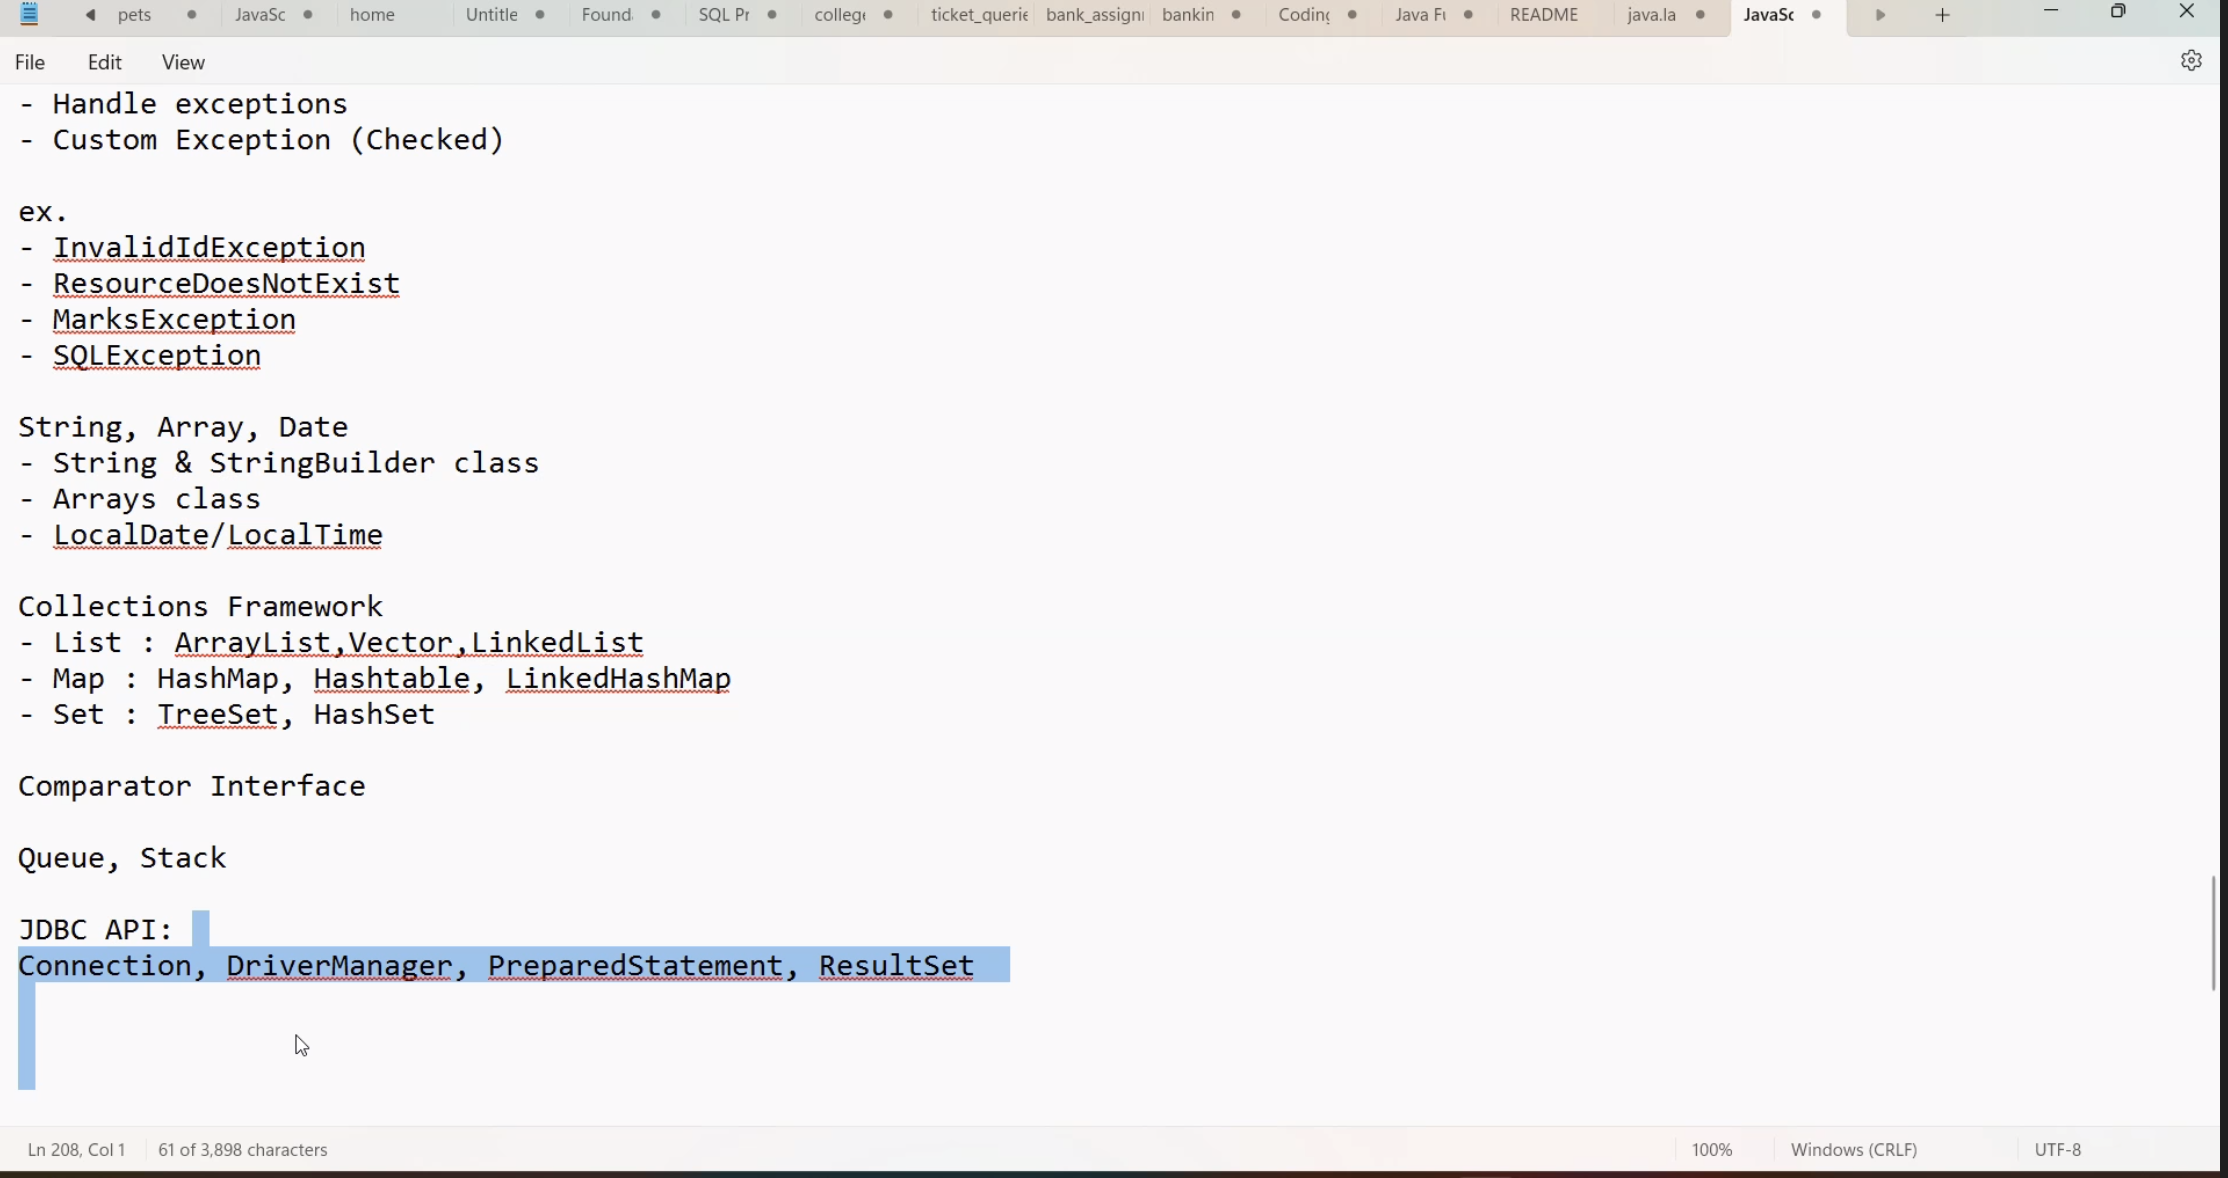 pets JavaSc home Untitle Found SQL Pr college ticket_querie bank_assign bankin Coding Java Fu README java.la JavaSc
File Edit View
- Handle exceptions
- Custom Exception (Checked)
ex.
- InvalidIdException
- ResourceDoesNotExist
- MarksException
- SQLException
String, Array, Date
- String & StringBuilder class
- Arrays class
- LocalDate/LocalTime
Collections Framework
- List : ArrayList,Vector,LinkedList
- Map : HashMap, Hashtable, LinkedHashMap
- Set : TreeSet, HashSet
Comparator Interface
Queue, Stack
JDBC API:
Connection, DriverManager, PreparedStatement, ResultSet
Ln 208, Col 1 61 of 3,898 characters 100% Windows (CRLF) UTF-8